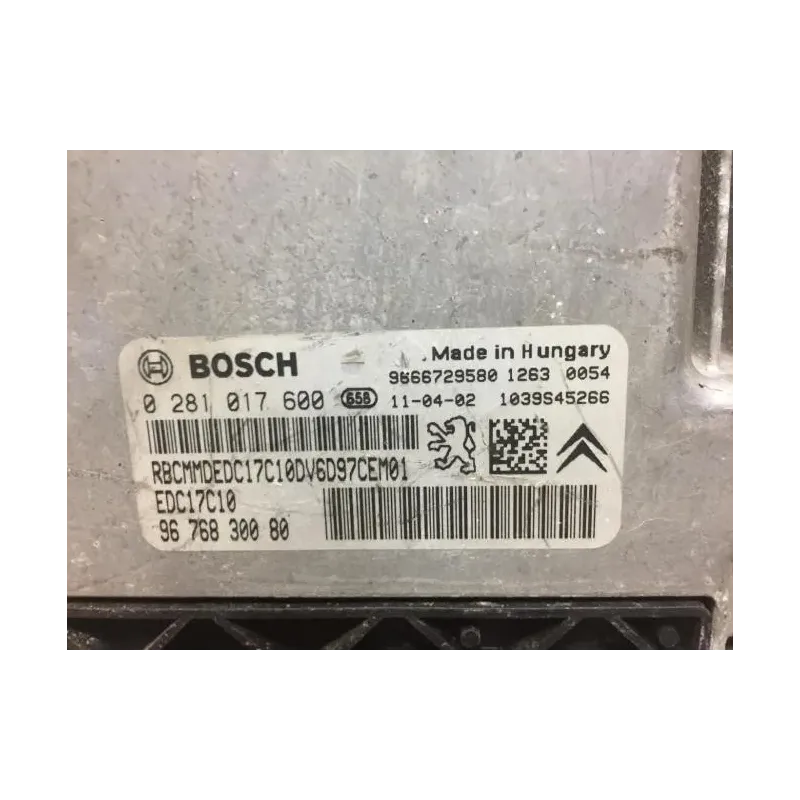 BOSCH
Made in Hungary
9666729580 1263 0054
0 281 017 600 658 11-04-02 1039S45266
RBCMMDEDC17C10DV6D97CEM01
EDC17C10
96 768 300 80